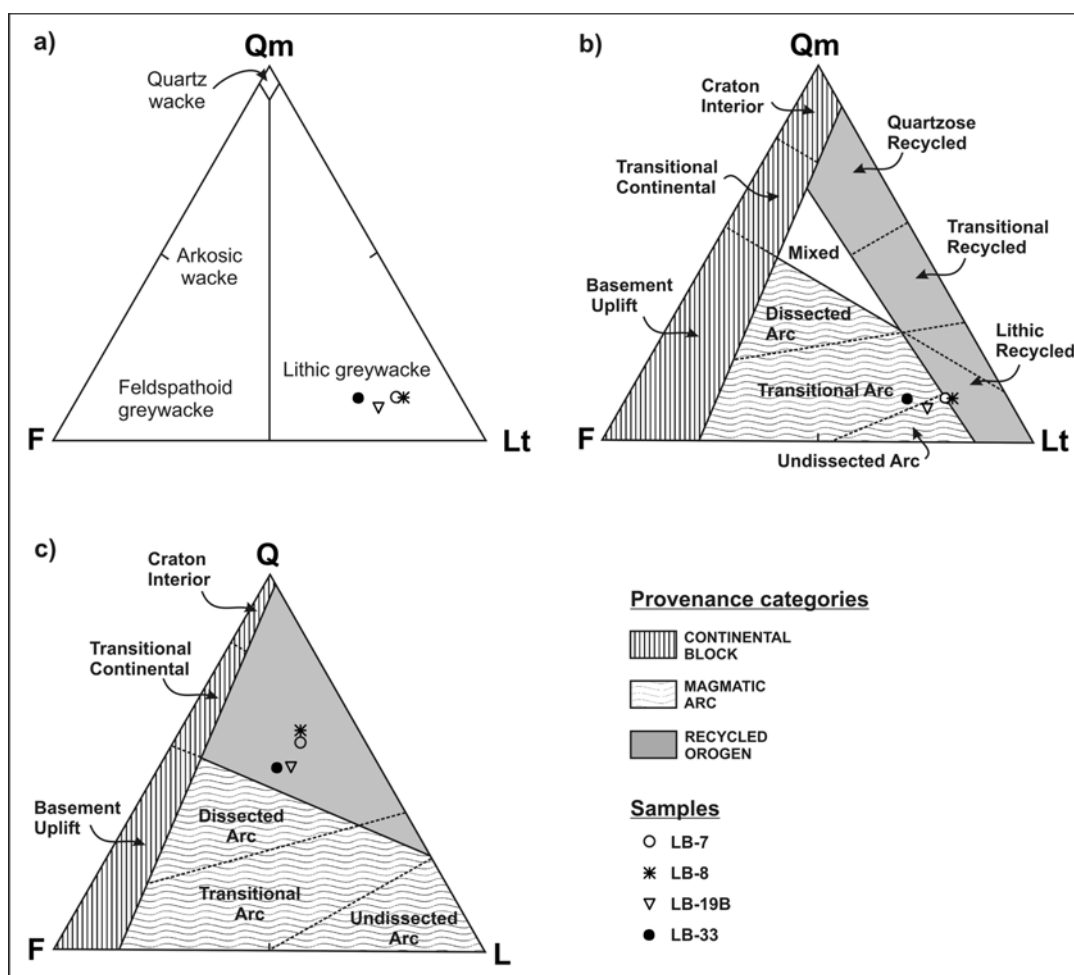 a)
Qm
Quartz
wacke
Arkosic
wacke
Feldspathoid
greywacke
Lithic greywacke
F
Lt
b)
Qm
Craton
Interior
Quartzose
Recycled
Transitional
Continental
Transitional
Recycled
Mixed
Basement
Uplift
Dissected
Arc
Lithic
Recycled
Transitional Arc
F
Lt
Undissected Arc
c)
Q
Craton
Interior
Transitional
Continental
Basement
Uplift
Dissected
Arc
Transitional
Arc
Undissected
Arc
F
L
Provenance categories
CONTINENTAL
BLOCK
MAGMATIC
ARC
RECYCLED
OROGEN
Samples
LB-7
LB-8
LB-19B
LB-33